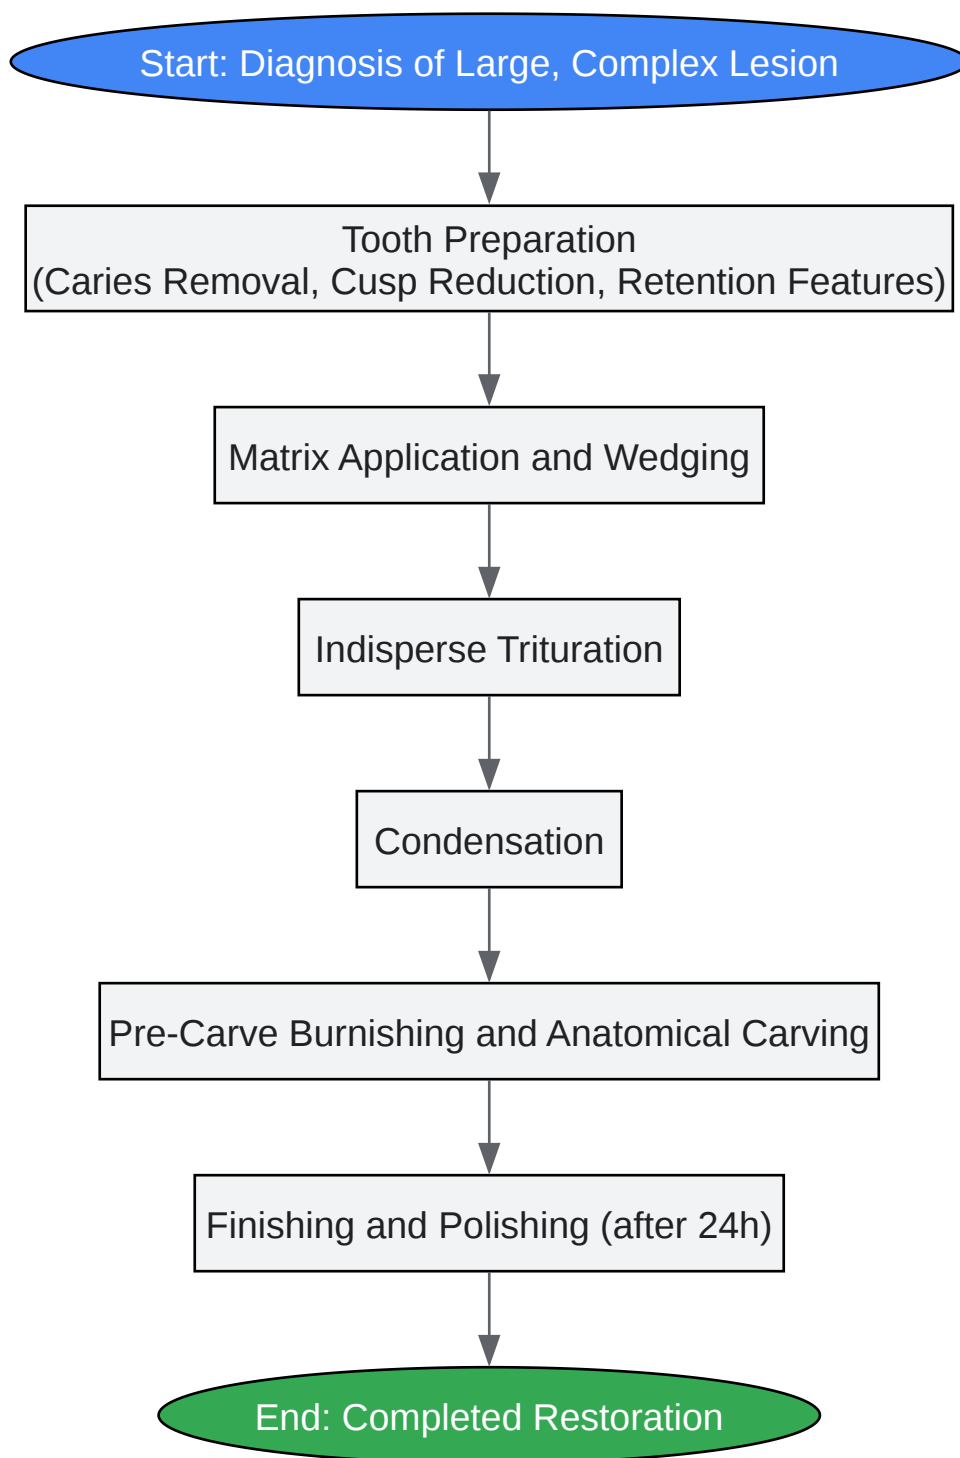 Start: Diagnosis of Large, Complex Lesion
Tooth Preparation
(Caries Removal, Cusp Reduction, Retention Features)
Matrix Application and Wedging
Indisperse Trituration
Condensation
Pre-Carve Burnishing and Anatomical Carving
Finishing and Polishing (after 24h)
End: Completed Restoration